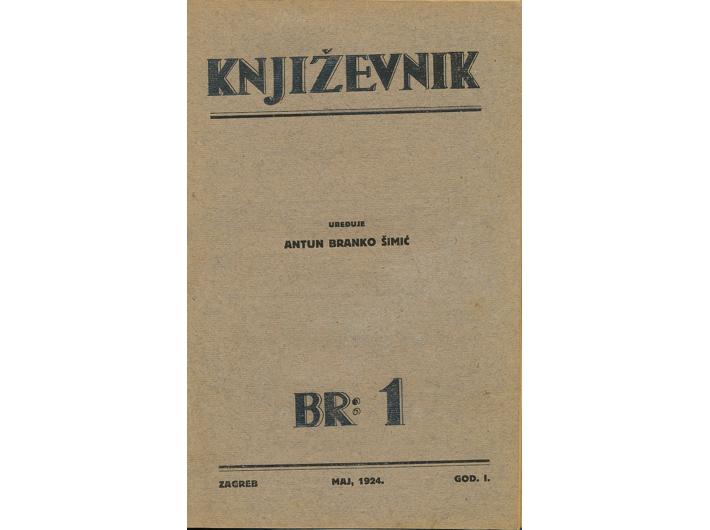 KNJIŽEVNIK
UREĐUJE
ANTUN BRANKO ŠIMIĆ
BR: 1
ZAGREB MAJ, 1924. GOD. I.